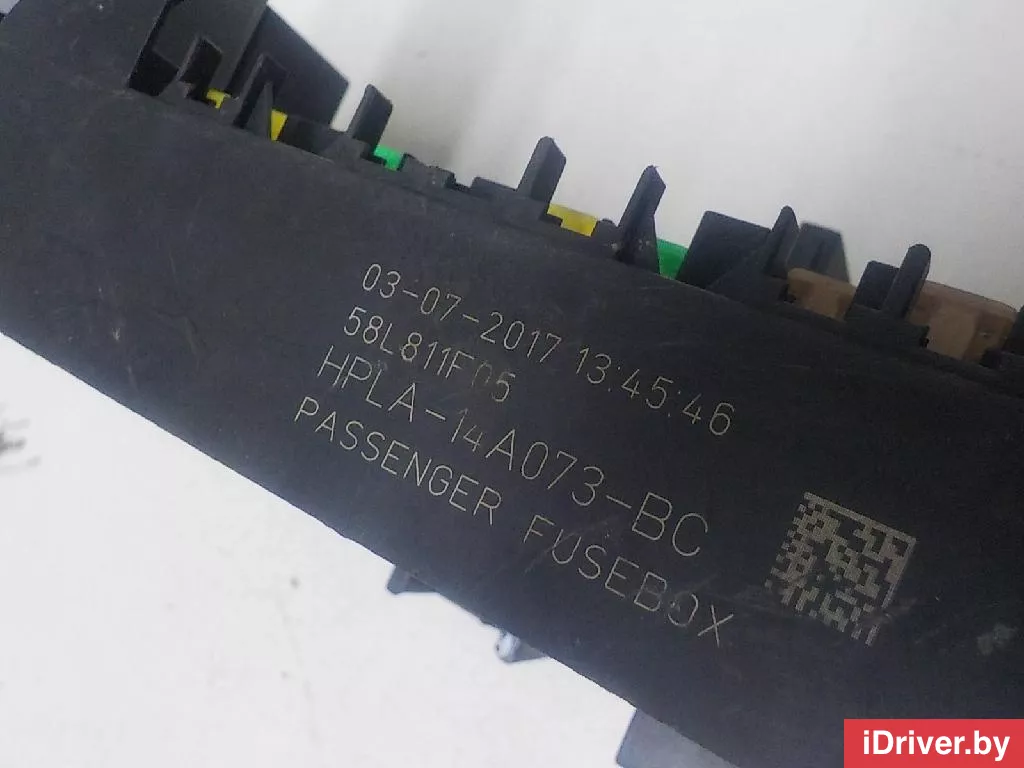 03-07-2017 13:45:46
58L811F05
HPLA-14A073-BC
PASSENGER FUSEBOX
iDriver.by